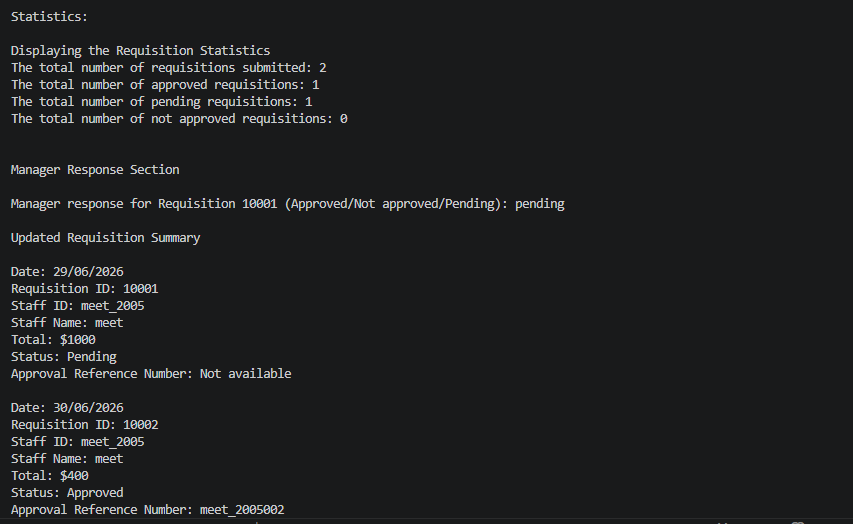 Statistics:
Displaying the Requisition Statistics
The total number of requisitions submitted: 2
The total number of approved requisitions: 1
The total number of pending requisitions: 1
The total number of not approved requisitions: 0
Manager Response Section
Manager response for Requisition 10001 (Approved/Not approved/Pending): pending
Updated Requisition Summary
Date: 29/06/2026
Requisition ID: 10001
Staff ID: meet_2005
Staff Name: meet
Total: $1000
Status: Pending
Approval Reference Number: Not available
Date: 30/06/2026
Requisition ID: 10002
Staff ID: meet_2005
Staff Name: meet
Total: $400
Status: Approved
Approval Reference Number: meet_2005002